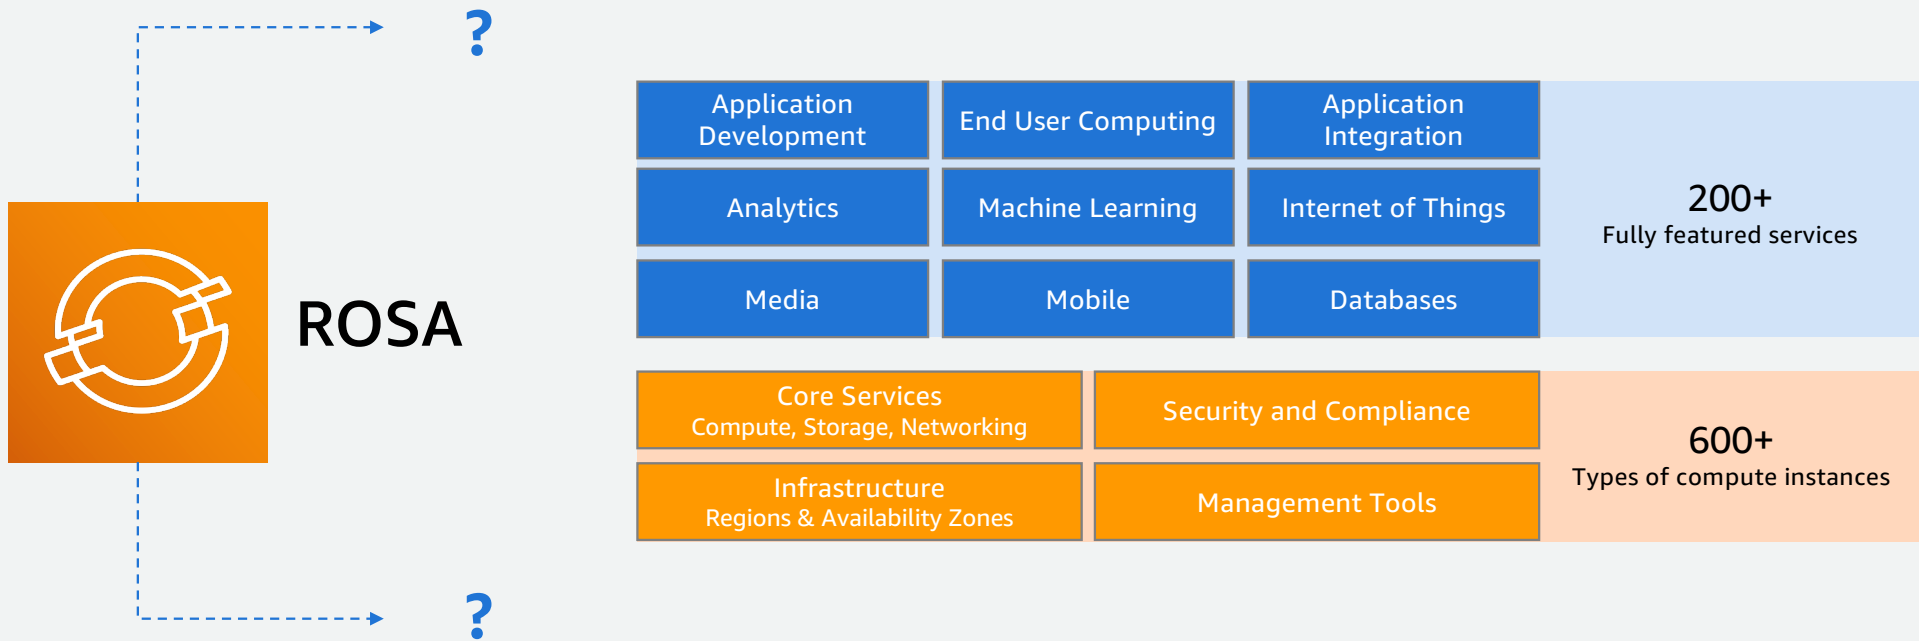 ?
Application
Development
End User Computing
Application
Integration
Analytics
Machine Learning
Internet of Things
200+
Fully featured services
Media
Mobile
Databases
ROSA
Core Services
Compute, Storage, Networking
Security and Compliance
600+
Types of compute instances
Infrastructure
Regions & Availability Zones
Management Tools
?